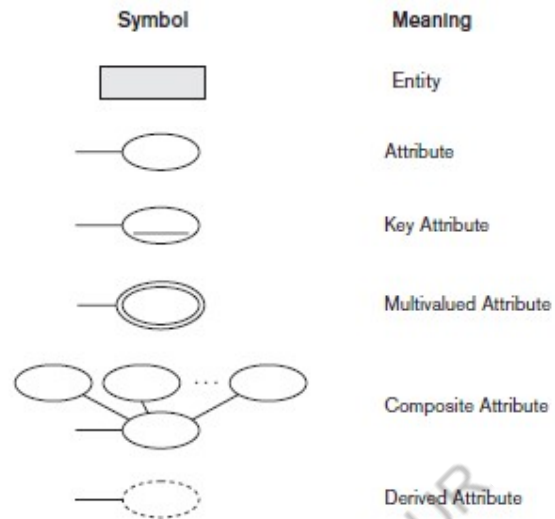 Symbol Meaning
Entity
Attribute
Key Attribute
Multivalued Attribute
Composite Attribute
Derived Attribute